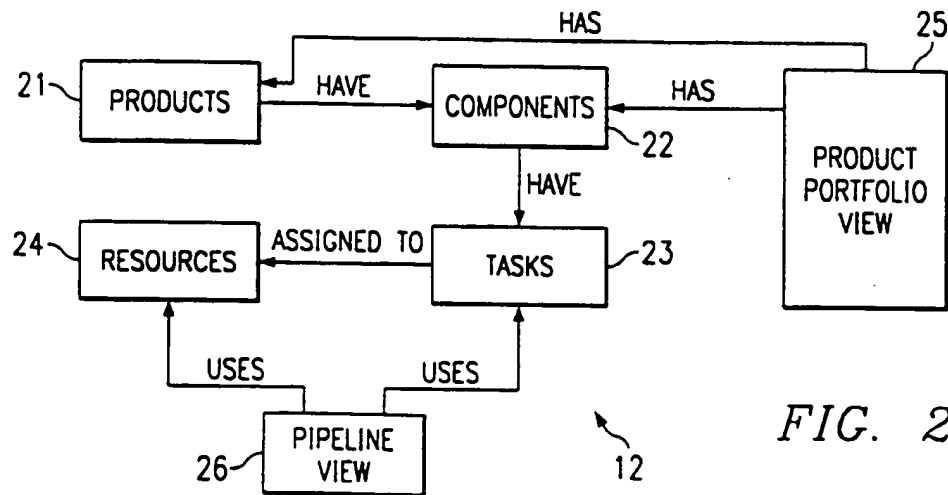 HAS
25
21
PRODUCTS
HAVE
COMPONENTS
HAS
22
PRODUCT
PORTFOLIO
VIEW
HAVE
24
RESOURCES
ASSIGNED TO
TASKS
23
USES
USES
PIPELINE
VIEW
26
12
FIG. 2